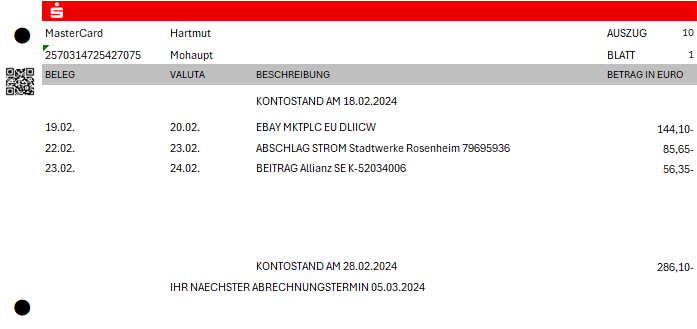 MasterCard Hartmut AUSZUG 10
2570314725427075 Mohaupt BLATT 1
BELEG VALUTA BESCHREIBUNG BETRAG IN EURO
KONTOSTAND AM 18.02.2024
19.02. 20.02. EBAY MKTPLC EU DLIICW 144,10-
22.02. 23.02. ABSCHLAG STROM Stadtwerke Rosenheim 79695936 85,65-
23.02. 24.02. BEITRAG Allianz SE K-52034006 56,35-
KONTOSTAND AM 28.02.2024 286,10-
IHR NAECHSTER ABRECHNUNGSTERMIN 05.03.2024